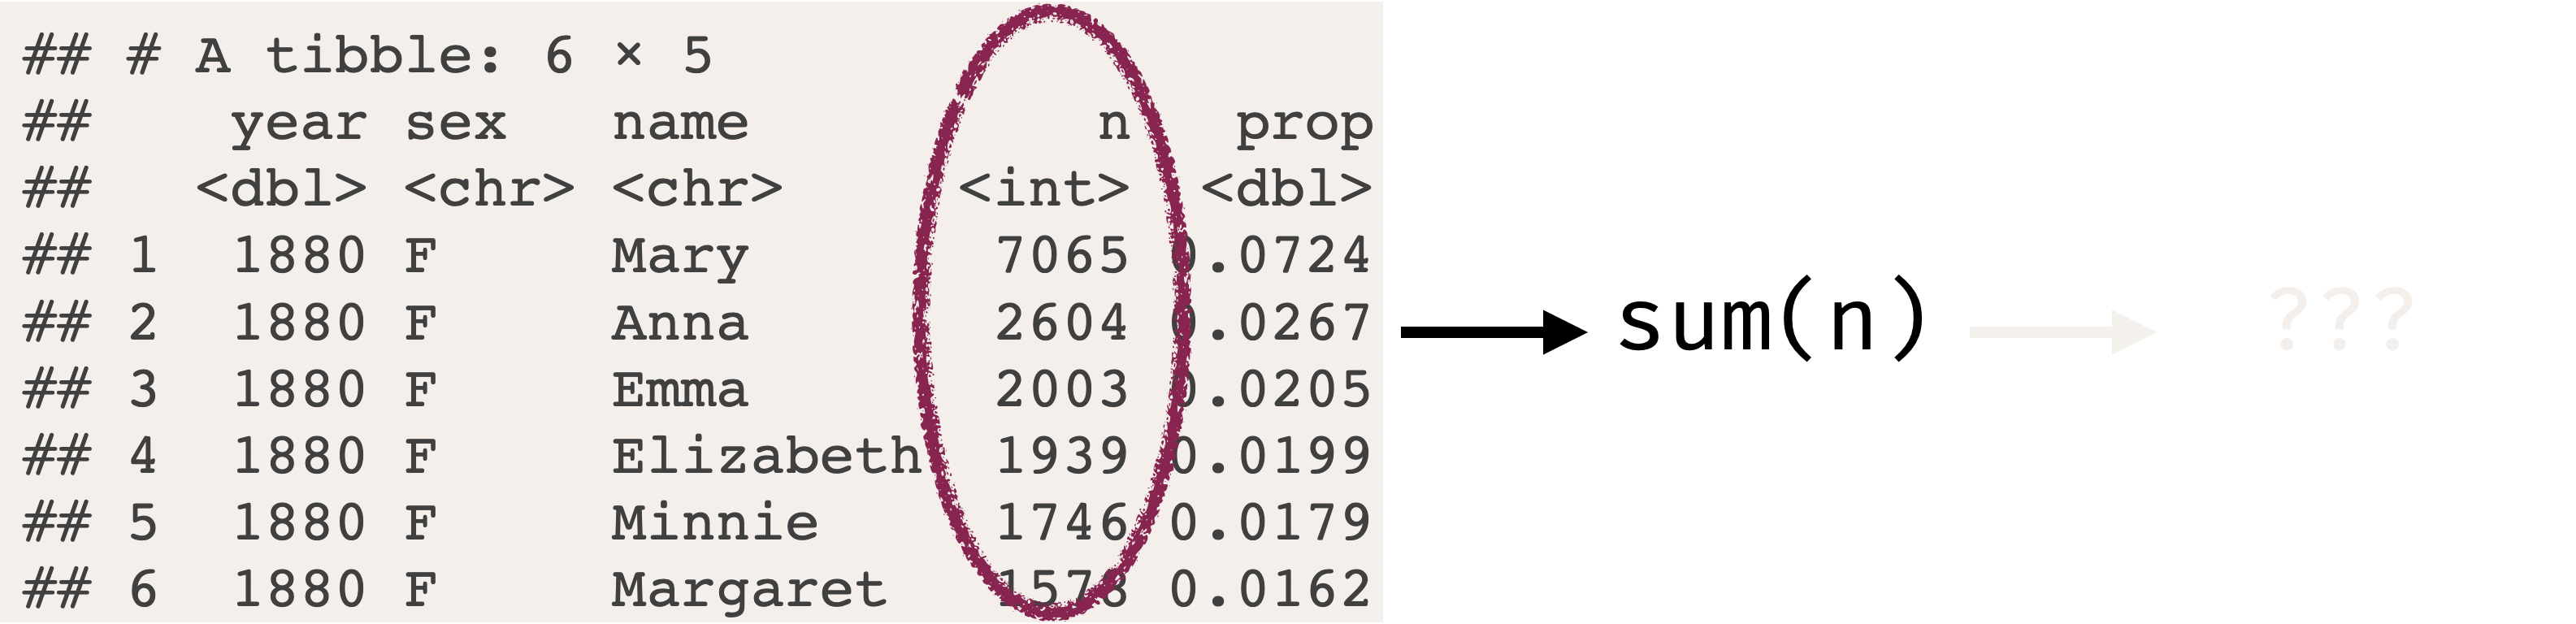 ## # A tibble: 6 × 5
##    year sex   name          n   prop
##   <dbl> <chr> <chr>     <int>  <dbl>
## 1  1880 F     Mary       7065 0.0724
## 2  1880 F     Anna       2604 0.0267
## 3  1880 F     Emma       2003 0.0205
## 4  1880 F     Elizabeth  1939 0.0199
## 5  1880 F     Minnie     1746 0.0179
## 6  1880 F     Margaret   1578 0.0162
sum(n)
???